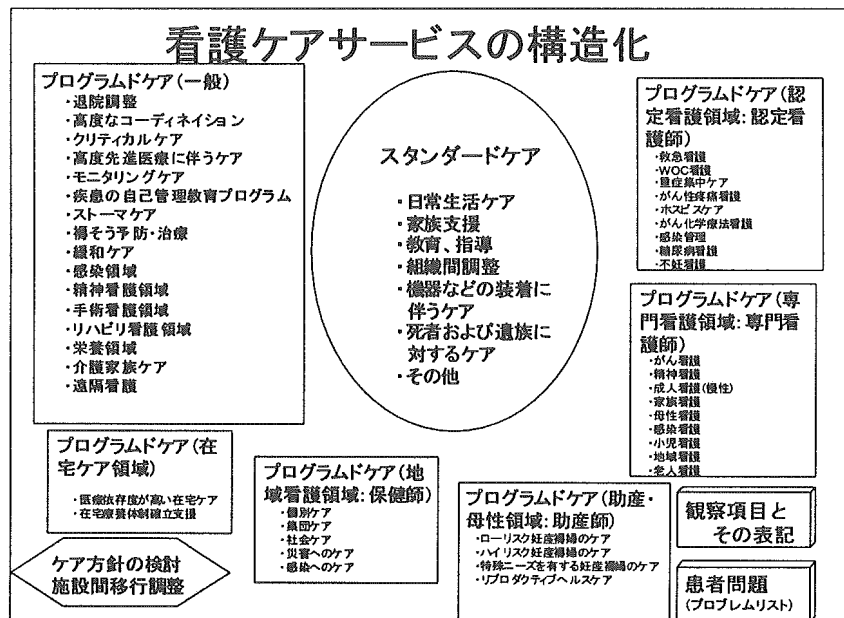 看護ケアサービスの構造化
プログラムドケア(一般)
・退院調整
・高度なコーディネイション
・クリティカルケア
・高度先進医療に伴うケア
・モニタリングケア
・疾患の自己管理教育プログラム
・ストーマケア
・褥そう予防・治療
・緩和ケア
・感染領域
・精神看護領域
・手術看護領域
・リハビリ看護領域
・栄養領域
・介護家族ケア
・遠隔看護
スタンダードケア
・日常生活ケア
・家族支援
・教育、指導
・組織間調整
・機器などの装着に
伴うケア
・死者および遺族に
対するケア
・その他
プログラムドケア(認
定看護領域:認定看
護師)
・救急看護
・WOC看護
・重症集中ケア
・がん性疼痛看護
・ホスピスケア
・がん化学療法看護
・感染管理
・糖尿病看護
・不妊看護
プログラムドケア(専
門看護領域:専門看
護師)
・がん看護
・精神看護
・成人看護(慢性)
・家族看護
・母性看護
・感染看護
・小児看護
・地域看護
・老人看護
プログラムドケア(在
宅ケア領域)
・医療依存度が高い在宅ケア
・在宅療養体制確立支援
プログラムドケア(地
域看護領域:保健師)
・個別ケア
・集団ケア
・社会ケア
・災害へのケア
・感染へのケア
プログラムドケア(助産・
母性領域:助産師)
・ローリスク妊産褥婦のケア
・ハイリスク妊産褥婦のケア
・特殊ニーズを有する妊産褥婦のケア
・リプロダクティブヘルスケア
観察項目と
その表記
ケア方針の検討
施設間移行調整
患者問題
(プロブレムリスト)